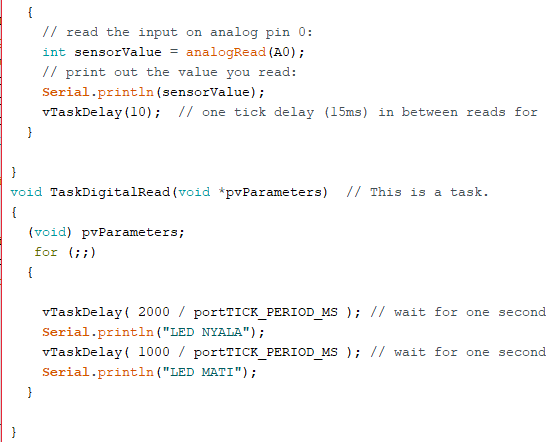 {
// read the input on analog pin 0:
int sensorValue = analogRead(A0);
// print out the value you read:
Serial.println(sensorValue);
vTaskDelay(10);  // one tick delay (15ms) in between reads for
}
}
void TaskDigitalRead(void *pvParameters)  // This is a task.
{
(void) pvParameters;
for (;;)
{
vTaskDelay( 2000 / portTICK_PERIOD_MS ); // wait for one second
Serial.println("LED NYALA");
vTaskDelay( 1000 / portTICK_PERIOD_MS ); // wait for one second
Serial.println("LED MATI");
}
}